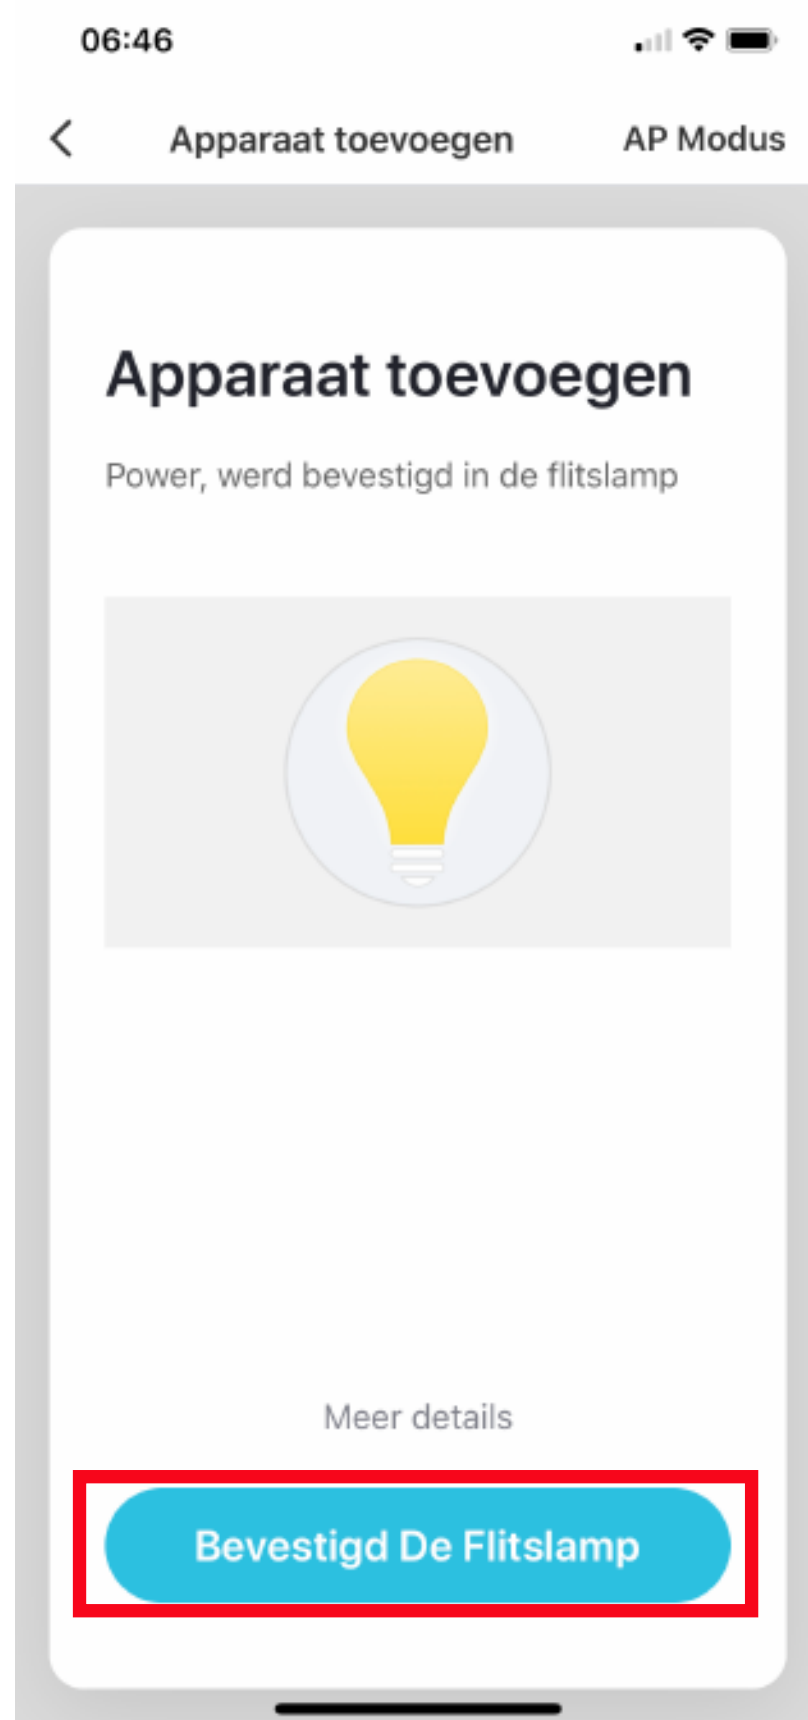 06:46
Apparaat toevoegen
AP Modus
Apparaat toevoegen
Power, werd bevestigd in de flitslamp
Meer details
Bevestigd De Flitslamp